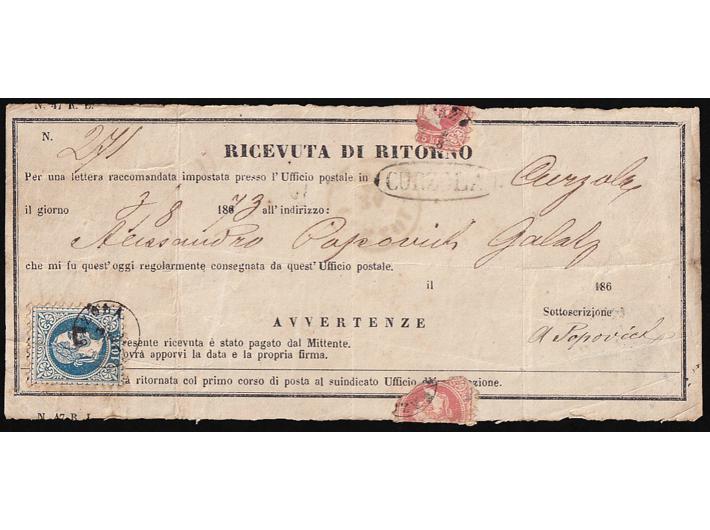 N. 47 R. L.
N. 271
RICEVUTA DI RITORNO
Per una lettera raccomandata impostata presso l'Ufficio postale in Curzola
CURZOLA
il giorno 3 8 1873 all'indirizzo:
Alessandro Popovich Galatz
che mi fu quest'oggi regolarmente consegnata da quest'Ufficio postale.
il 186
Sottoscrizione
AVVERTENZE
A Popovich
presente ricevuta è stato pagato dal Mittente.
ovrà apporvi la data e la propria firma.
ritornata col primo corso di posta al suindicato Ufficio